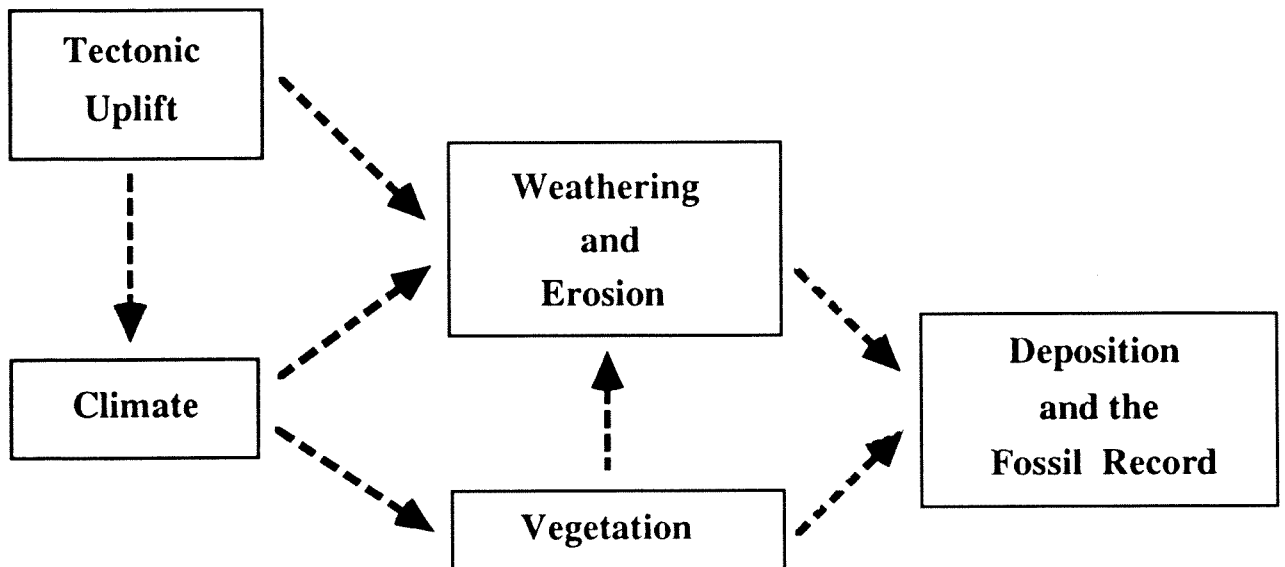 Tectonic
Uplift
Weathering
and
Erosion
Climate
Deposition
and the
Fossil Record
Vegetation